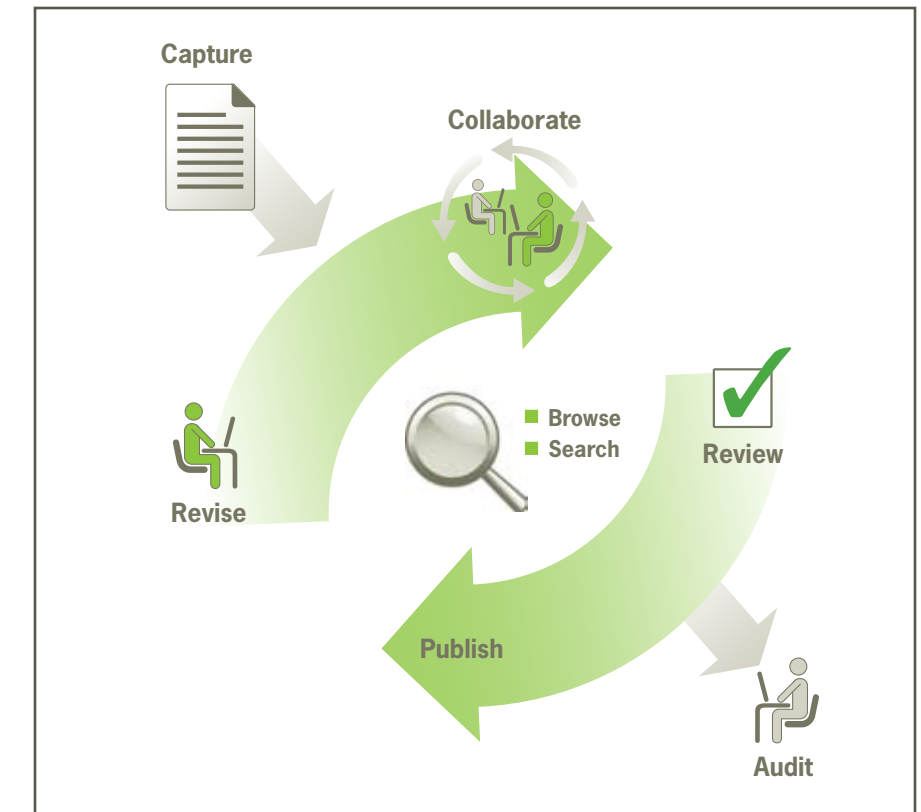 Capture
Collaborate
Browse
Search
Review
Revise
Publish
Audit